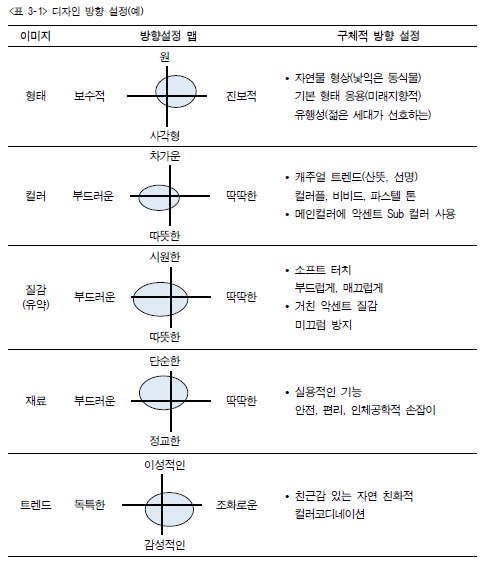 <표 3-1> 디자인 방향 설정(예)
이미지 방향설정 맵 구체적 방향 설정
원
형태 보수적 진보적
사각형
• 자연물 형상(낯익은 동식물)
기본 형태 응용(미래지향적)
유행성(젊은 세대가 선호하는)
차가운
컬러 부드러운 딱딱한
따뜻한
• 캐주얼 트렌드(산뜻, 선명)
컬러풀, 비비드, 파스텔 톤
• 메인컬러에 악센트 Sub 컬러 사용
시원한
질감
(유약)
부드러운 딱딱한
따뜻한
• 소프트 터치
부드럽게, 매끄럽게
• 거친 악센트 질감
미끄럼 방지
단순한
재료 부드러운 딱딱한
정교한
• 실용적인 기능
안전, 편리, 인체공학적 손잡이
이성적인
트렌드 독특한 조화로운
감성적인
• 친근감 있는 자연 친화적
컬러코디네이션